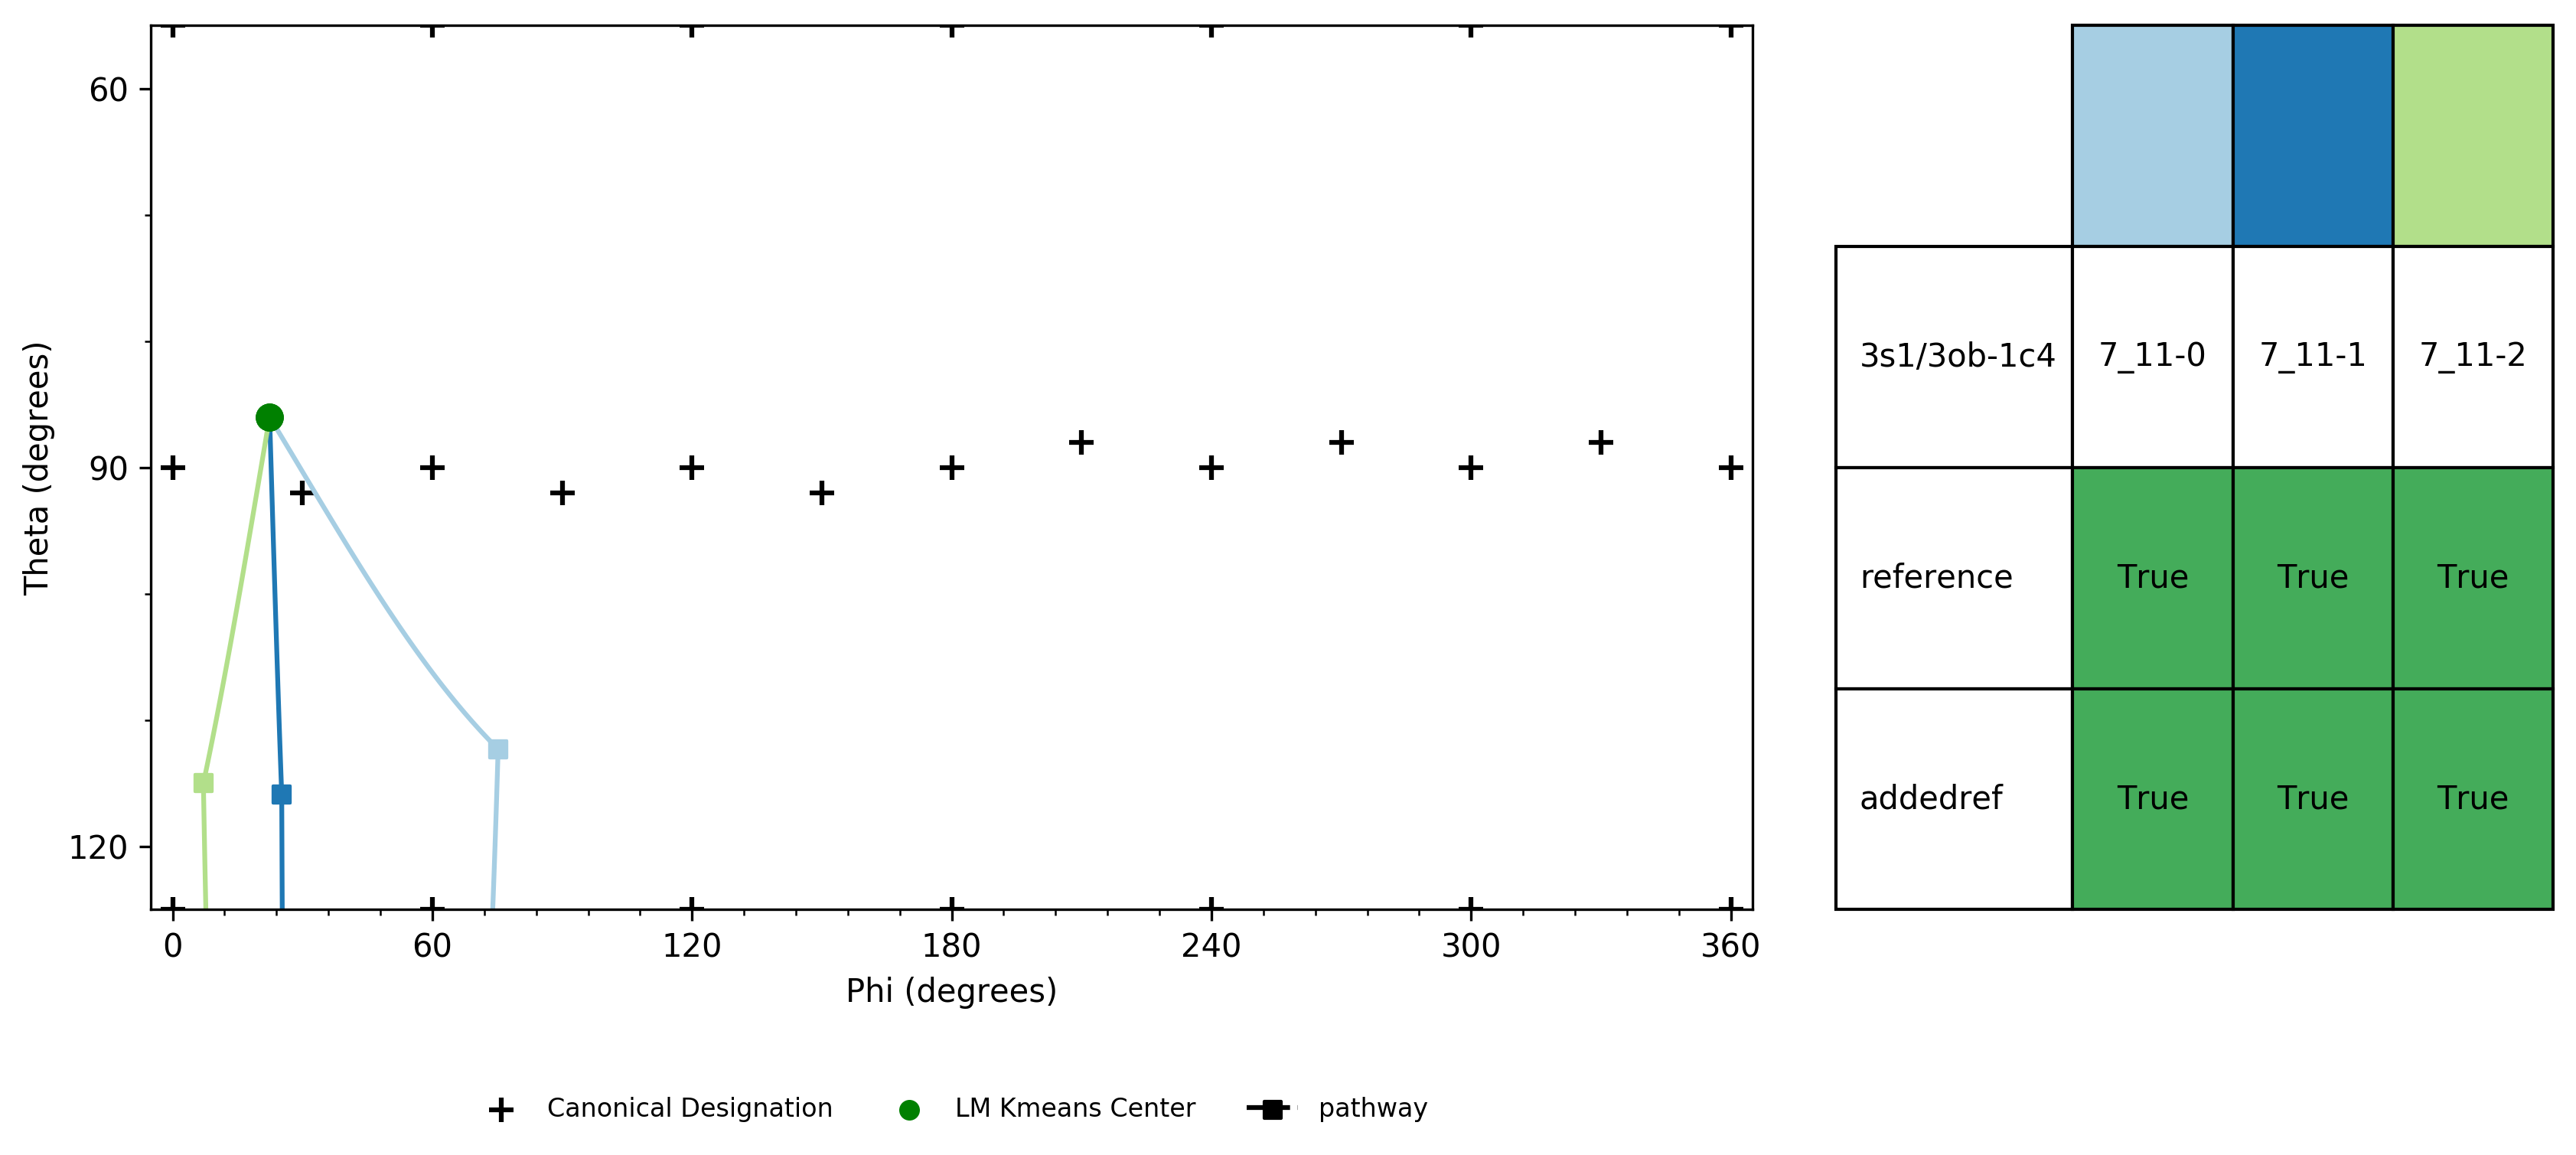 60
90
120
Theta (degrees)
0 60 120 180 240 300 360
Phi (degrees)
Canonical Designation LM Kmeans Center pathway
3s1/3ob-1c4 7_11-0 7_11-1 7_11-2
reference True True True
addedref True True True